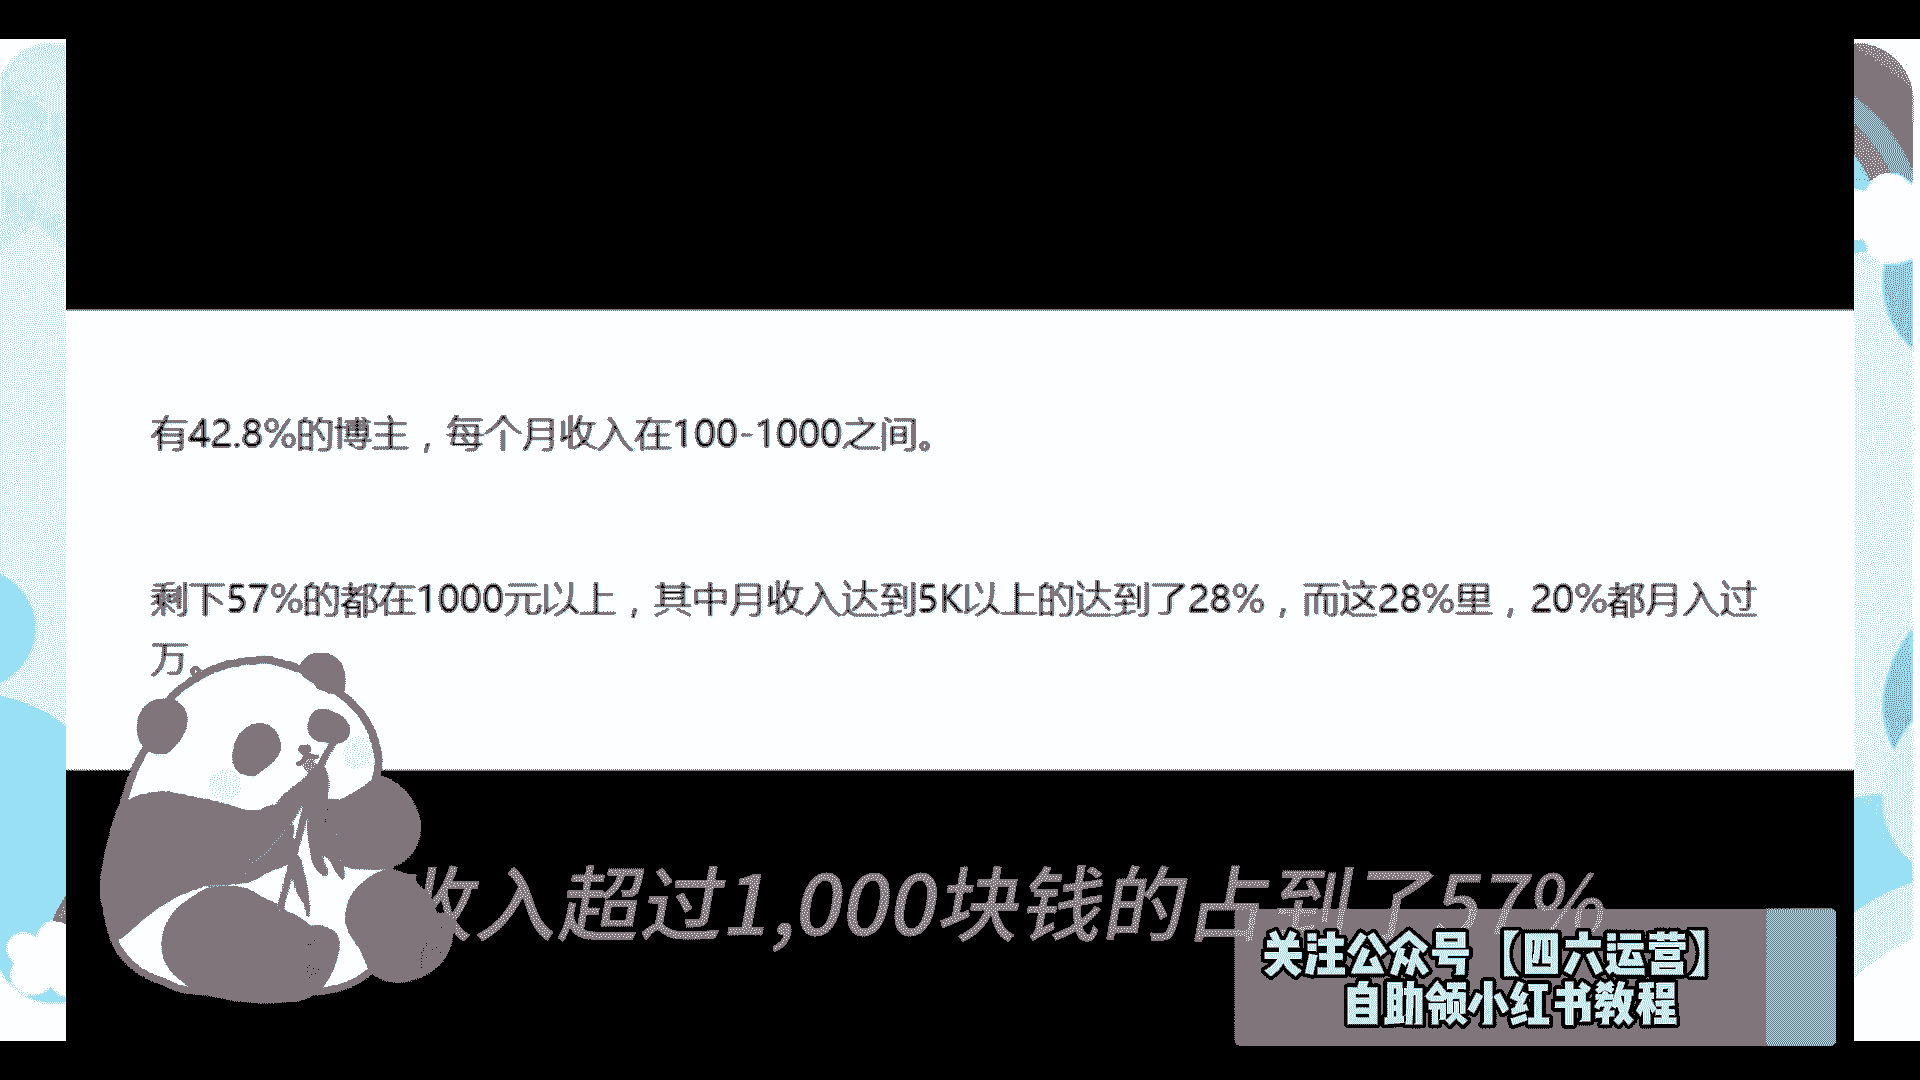 有42.8%的博主，每个月收入在100-1000之间。
剩下57%的都在1000元以上，其中月收入达到5K以上的达到了28%，而这28%里，20%都月入过
万。
收入超过1,000块钱的占到了57%
关注公众号【四六运营】
自助领小红书教程